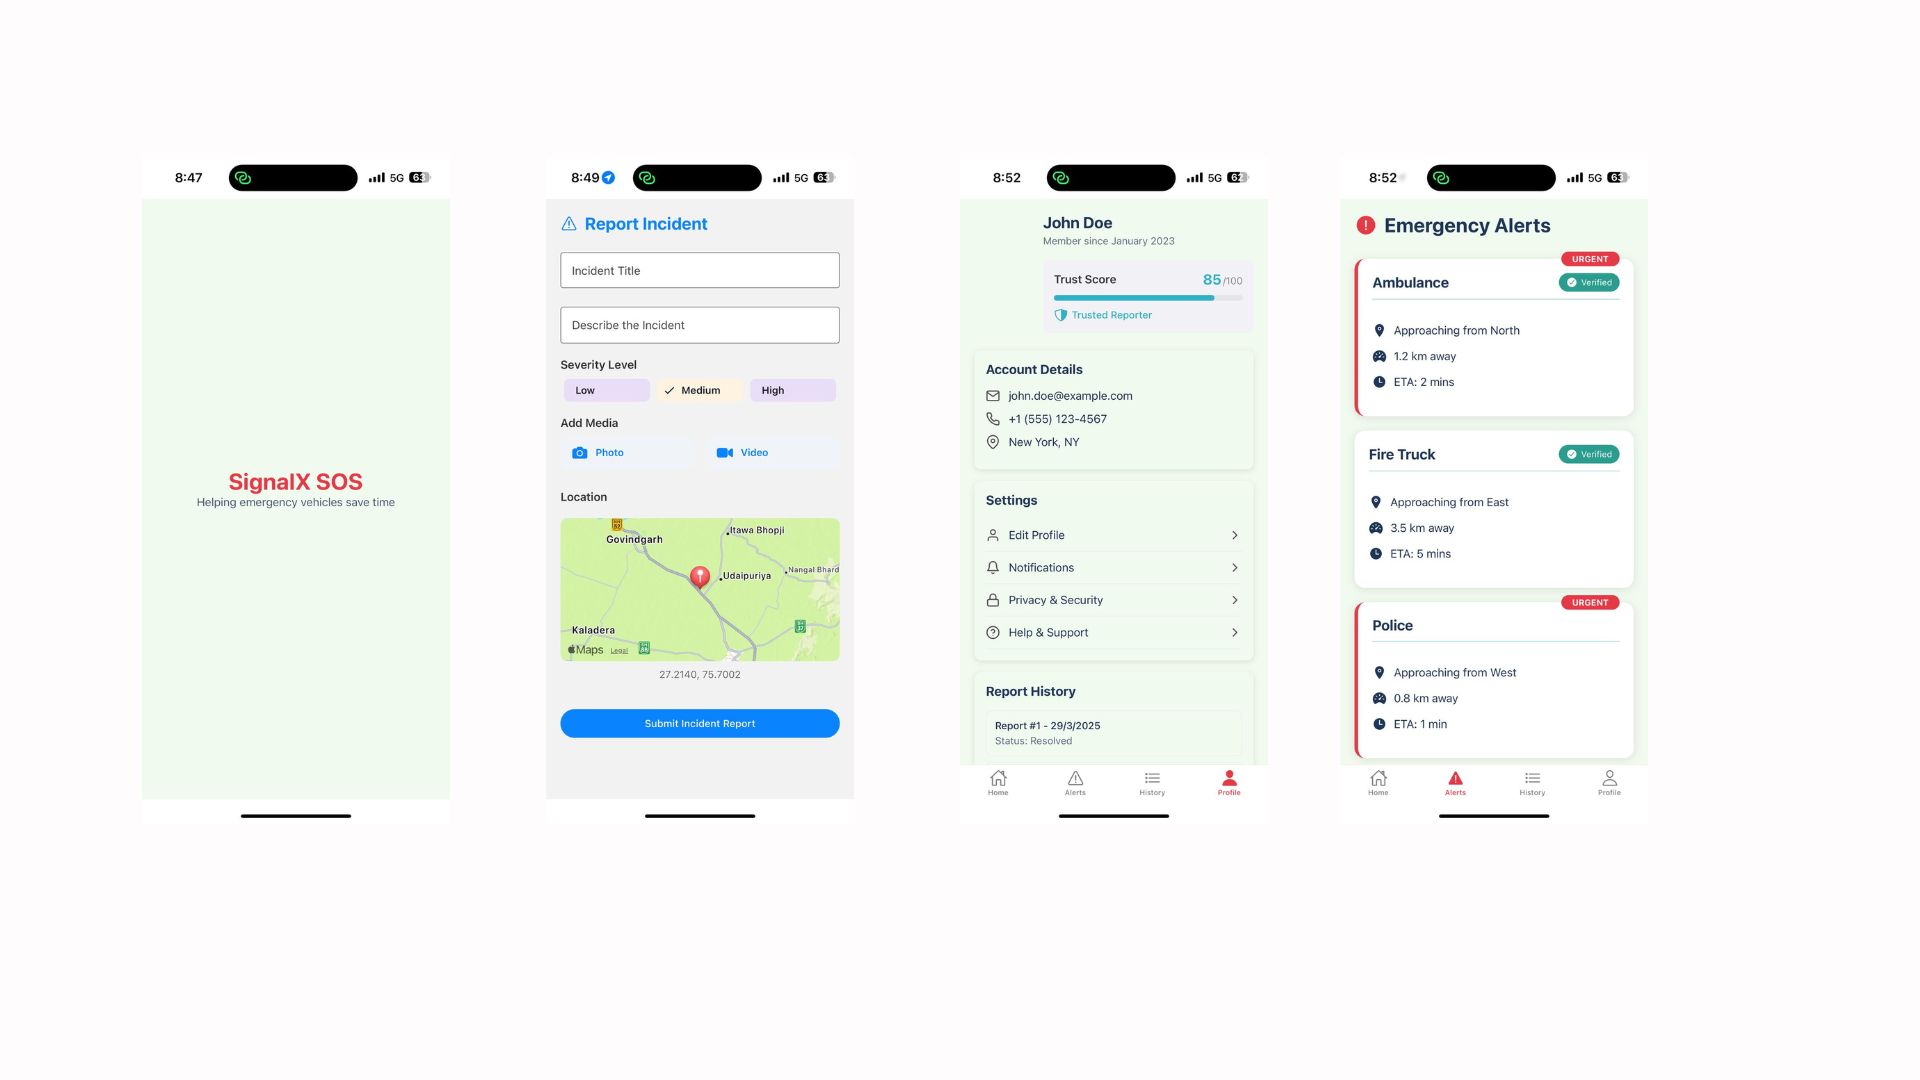 8:47
5G 63
SignalX SOS
Helping emergency vehicles save time
8:49
5G 63
Report Incident
Incident Title
Describe the Incident
Severity Level
Low
Medium
High
Add Media
Photo
Video
Location
Itawa Bhopji
Govindgarh
Udaipuriya
Nangal Bhard
Kaladera
Maps
Legal
27.2140, 75.7002
Submit Incident Report
8:52
5G 62
John Doe
Member since January 2023
Trust Score
85/100
Trusted Reporter
Account Details
john.doe@example.com
+1 (555) 123-4567
New York, NY
Settings
Edit Profile
Notifications
Privacy & Security
Help & Support
Report History
Report #1 - 29/3/2025
Status: Resolved
Home
Alerts
History
Profile
8:52
5G 63
Emergency Alerts
URGENT
Ambulance
Verified
Approaching from North
1.2 km away
ETA: 2 mins
Fire Truck
Verified
Approaching from East
3.5 km away
ETA: 5 mins
URGENT
Police
Approaching from West
0.8 km away
ETA: 1 min
Home
Alerts
History
Profile